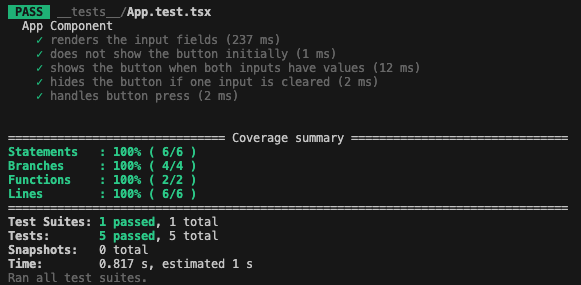 PASS __tests__/App.test.tsx
App Component
✓ renders the input fields (237 ms)
✓ does not show the button initially (1 ms)
✓ shows the button when both inputs have values (12 ms)
✓ hides the button if one input is cleared (2 ms)
✓ handles button press (2 ms)
=============================== Coverage summary ===============================
Statements   : 100% ( 6/6 )
Branches     : 100% ( 4/4 )
Functions    : 100% ( 2/2 )
Lines        : 100% ( 6/6 )
================================================================================
Test Suites: 1 passed, 1 total
Tests:       5 passed, 5 total
Snapshots:   0 total
Time:        0.817 s, estimated 1 s
Ran all test suites.